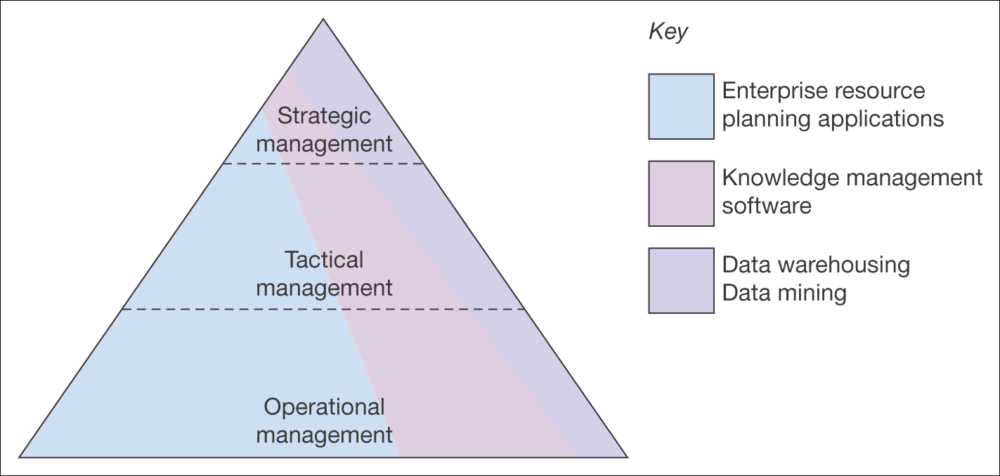 Key
Enterprise resource
planning applications
Knowledge management
software
Data warehousing
Data mining
Strategic
management
Tactical
management
Operational
management